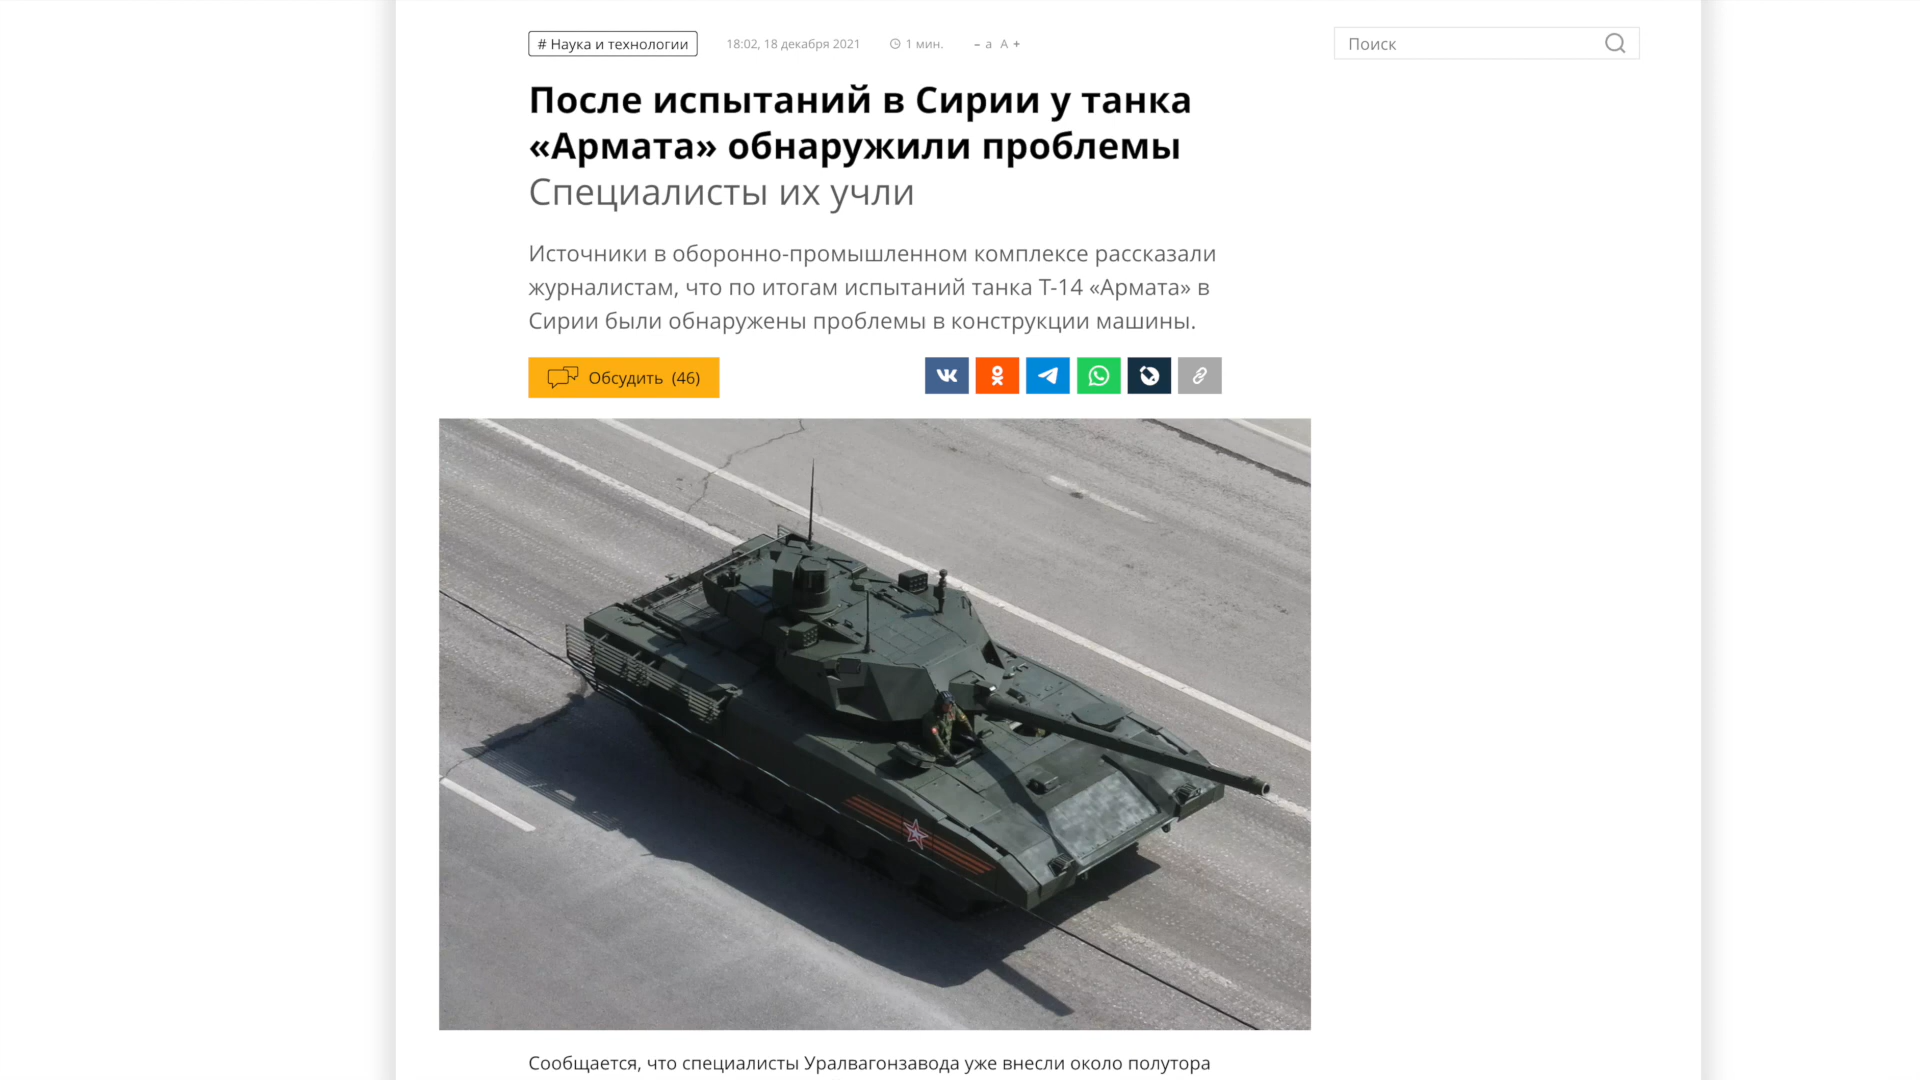 # Наука и технологии
18:02, 18 декабря 2021
1 мин.
– a A +
Поиск
После испытаний в Сирии у танка
«Армата» обнаружили проблемы
Специалисты их учли
Источники в оборонно-промышленном комплексе рассказали
журналистам, что по итогам испытаний танка Т-14 «Армата» в
Сирии были обнаружены проблемы в конструкции машины.
Обсудить (46)
Сообщается, что специалисты Уралвагонзавода уже внесли около полутора